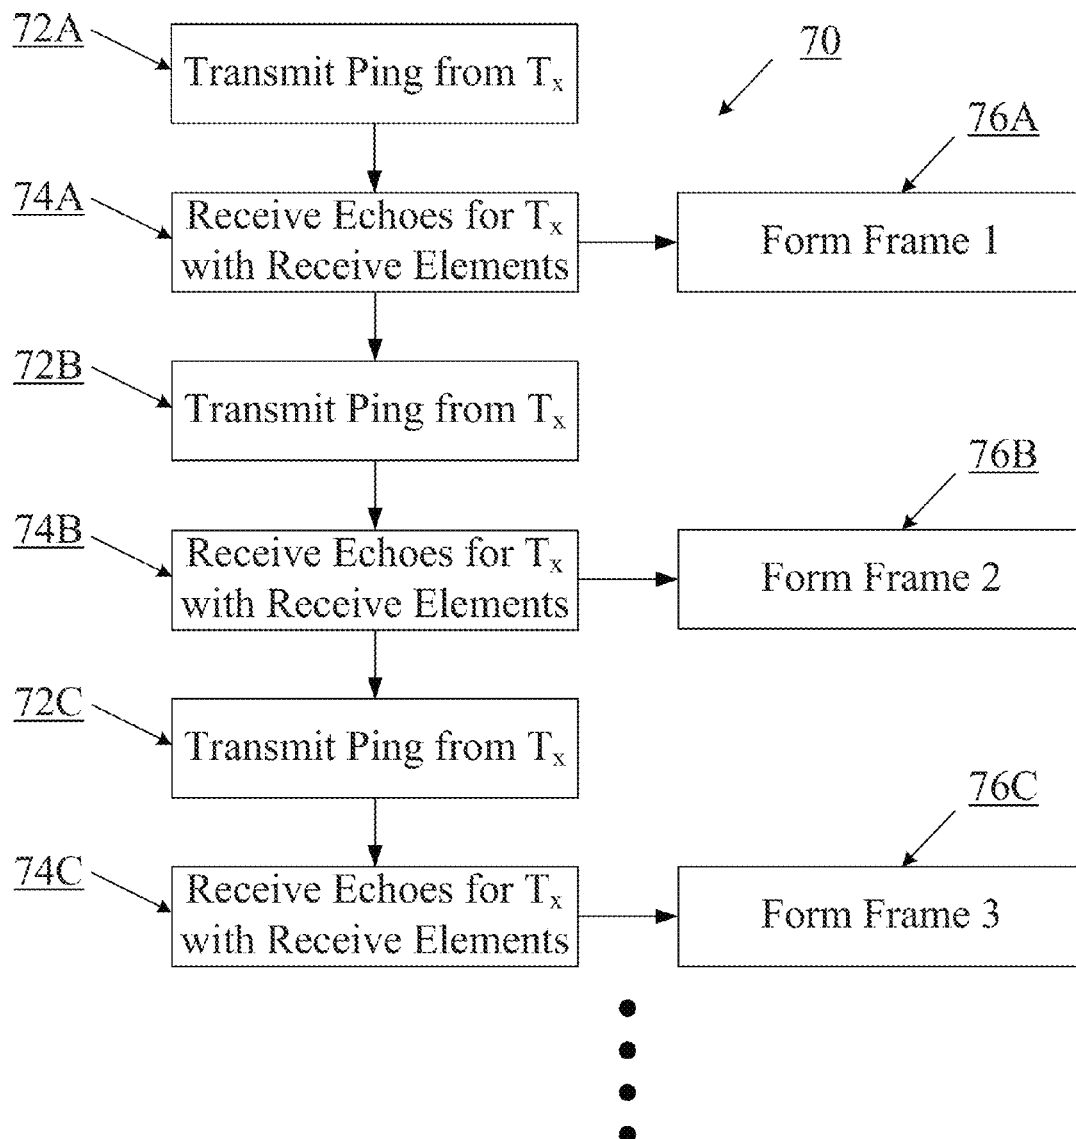 72A
Transmit Ping from Tx
70
76A
74A
Receive Echoes for Tx
with Receive Elements
Form Frame 1
72B
Transmit Ping from Tx
76B
74B
Receive Echoes for Tx
with Receive Elements
Form Frame 2
72C
Transmit Ping from Tx
76C
74C
Receive Echoes for Tx
with Receive Elements
Form Frame 3